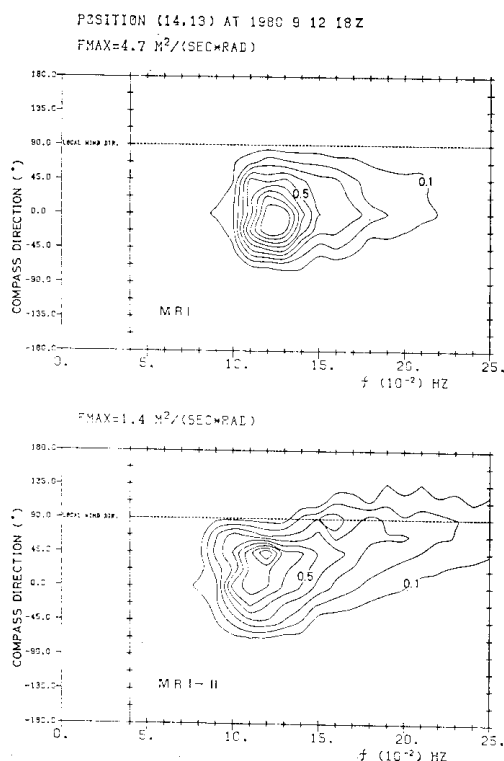 POSITION (14,13) AT 1980 9 12 18Z
FMAX=4.7 M²/(SEC*RAD)
180.0
135.0
90.0
LOCAL WIND DIR.
45.0
0.0
-45.0
-90.0
-135.0
-180.0
COMPASS DIRECTION (°)
0.5
0.1
MRI
0. 5. 10. 15. 20. 25.
f (10⁻²) HZ
FMAX=1.4 M²/(SEC*RAD)
180.0
135.0
90.0
LOCAL WIND DIR.
45.0
0.0
-45.0
-90.0
-135.0
-180.0
COMPASS DIRECTION (°)
0.5
0.1
MRI-II
0. 5. 10. 15. 20. 25.
f (10⁻²) HZ